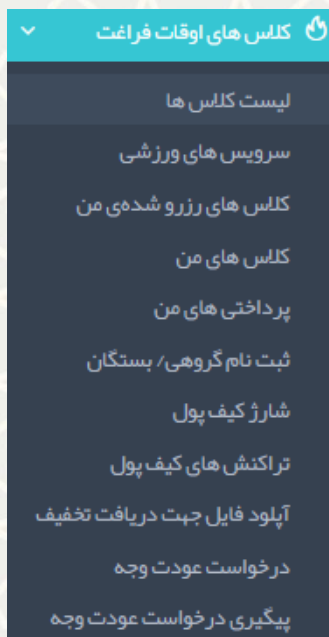 کلاس های اوقات فراغت
لیست کلاس ها
سرویس های ورزشی
کلاس های رزرو شده‌ی من
کلاس های من
پرداختی های من
ثبت نام گروهی/ بستگان
شارژ کیف پول
تراکنش های کیف پول
آپلود فایل جهت دریافت تخفیف
درخواست عودت وجه
پیگیری درخواست عودت وجه